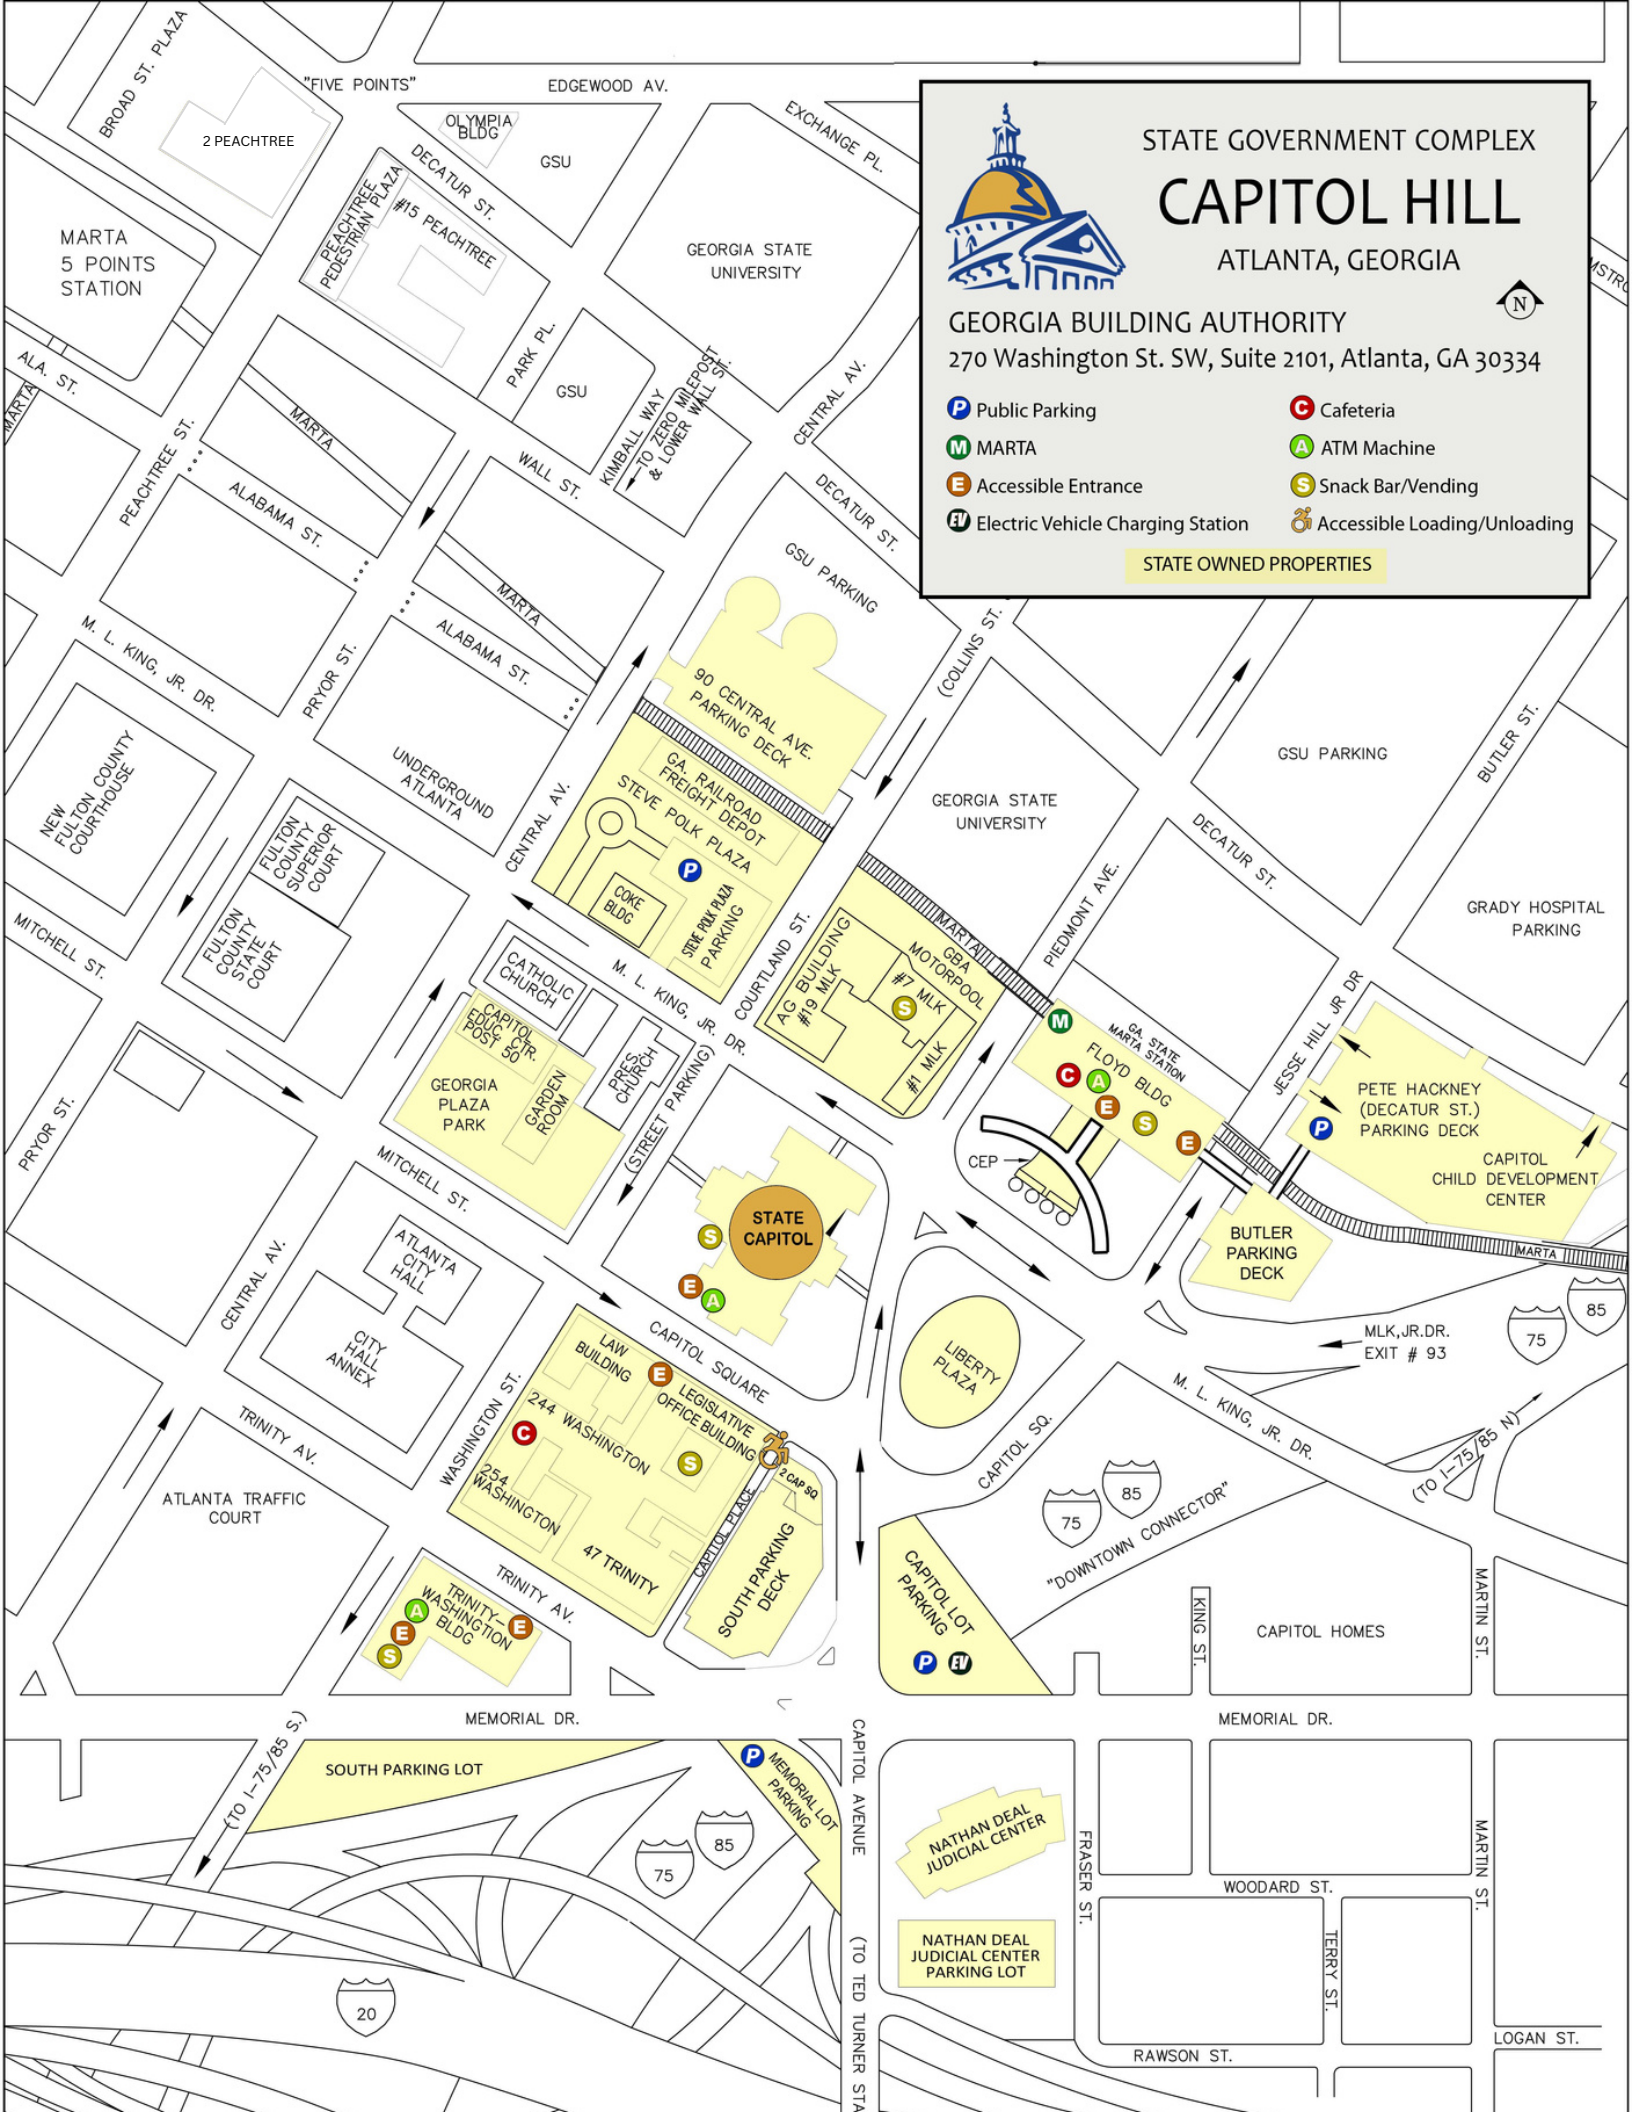 BROAD ST. PLAZA
"FIVE POINTS"
EDGEWOOD AV.
2 PEACHTREE
OLYMPIA
BLDG
GSU
DECATUR ST.
EXCHANGE PL.
PEACHTREE
PEDESTRIAN PLAZA
#15 PEACHTREE
MARTA
5 POINTS
STATION
GEORGIA STATE
UNIVERSITY
STATE GOVERNMENT COMPLEX
CAPITOL HILL
ATLANTA, GEORGIA
N
GEORGIA BUILDING AUTHORITY
270 Washington St. SW, Suite 2101, Atlanta, GA 30334
P Public Parking
C Cafeteria
M MARTA
A ATM Machine
E Accessible Entrance
S Snack Bar/Vending
EV Electric Vehicle Charging Station
Accessible Loading/Unloading
STATE OWNED PROPERTIES
ALA. ST.
MARTA
MARTA
PARK PL.
GSU
KIMBALL WAY
TO ZERO MILEPOST
& LOWER WALL ST.
CENTRAL AV.
PEACHTREE ST.
WALL ST.
ALABAMA ST.
DECATUR ST.
GSU PARKING
MARTA
ALABAMA ST.
M. L. KING, JR. DR.
PRYOR ST.
(COLLINS ST.
90 CENTRAL AVE.
PARKING DECK
NEW
FULTON COUNTY
COURTHOUSE
UNDERGROUND
ATLANTA
GA. RAILROAD
FREIGHT DEPOT
STEVE POLK PLAZA
P
COKE
BLDG
STEVE POLK PLAZA
PARKING
CENTRAL AV.
GEORGIA STATE
UNIVERSITY
GSU PARKING
BUTLER ST.
DECATUR ST.
GRADY HOSPITAL
PARKING
FULTON
COUNTY
SUPERIOR
COURT
FULTON
COUNTY
STATE
COURT
MITCHELL ST.
CATHOLIC
CHURCH
M. L. KING, JR. DR.
COURTLAND ST.
AG. BUILDING
#19 MLK
#7 MLK
S
#1 MLK
GBA
MOTORPOOL
MARTA
PIEDMONT AVE.
M
GA. STATE
MARTA STATION
FLOYD BLDG
C
A
E
S
E
JESSE HILL JR DR
PETE HACKNEY
(DECATUR ST.)
PARKING DECK
P
CAPITOL
CHILD DEVELOPMENT
CENTER
CAPITOL
EDUC. CTR.
POST 50
GEORGIA
PLAZA
PARK
GARDEN
ROOM
PRES.
CHURCH
(STREET PARKING)
CEP
BUTLER
PARKING
DECK
MARTA
PRYOR ST.
MITCHELL ST.
STATE
CAPITOL
S
E
A
ATLANTA
CITY
HALL
CITY
HALL
ANNEX
CENTRAL AV.
CAPITOL SQUARE
LIBERTY
PLAZA
CAPITOL SQ.
75
85
MLK,JR.DR.
EXIT # 93
M. L. KING, JR. DR.
LAW
BUILDING
E
LEGISLATIVE
OFFICE BUILDING
244 WASHINGTON
C
S
254
WASHINGTON
47 TRINITY
2 CAP SQ
CAPITOL PLACE
SOUTH PARKING
DECK
WASHINGTON ST.
TRINITY AV.
ATLANTA TRAFFIC
COURT
TRINITY AV.
TRINITY-
WASHINGTION
BLDG
A
E
S
E
75
85
"DOWNTOWN CONNECTOR"
(TO I-75/85 N)
CAPITOL LOT
PARKING
P
EV
KING ST.
CAPITOL HOMES
MARTIN ST.
MEMORIAL DR.
MEMORIAL DR.
(TO I-75/85 S.)
SOUTH PARKING LOT
P
MEMORIAL LOT
PARKING
75
85
20
CAPITOL AVENUE
(TO TED TURNER STA
NATHAN DEAL
JUDICIAL CENTER
NATHAN DEAL
JUDICIAL CENTER
PARKING LOT
FRASER ST.
WOODARD ST.
TERRY ST.
MARTIN ST.
RAWSON ST.
LOGAN ST.